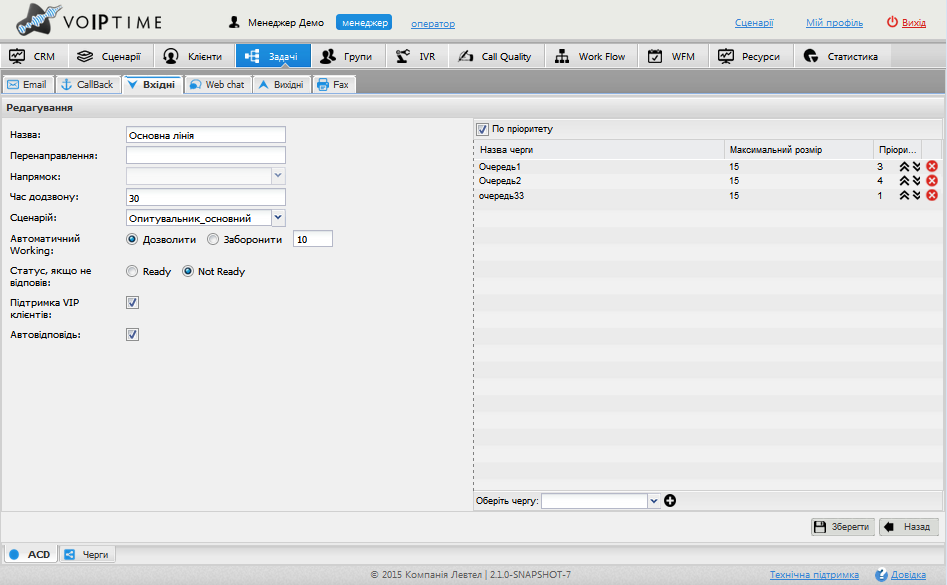 VOIPTIME
Менеджер Демо менеджер оператор Сценарії Мій профіль Вихід
CRM Сценарії Клієнти Задачі Групи IVR Call Quality Work Flow WFM Ресурси Статистика
Email CallBack Вхідні Web chat Вихідні Fax
Редагування
Назва: Основна лінія
Перенаправлення:
Напрямок:
Час додзвону: 30
Сценарій: Опитувальник_основний
Автоматичний
Working:
Дозволити Заборонити 10
Статус, якщо не
відповів:
Ready Not Ready
Підтримка VIP
клієнтів:
Автовідповідь:
По пріоритету
Назва черги Максимальний розмір Пріори...
Очередь1 15 3
Очередь2 15 4
очередь33 15 1
Оберіть чергу:
Зберегти Назад
ACD Черги
© 2015 Компанія Левтел | 2.1.0-SNAPSHOT-7
Технічна підтримка Довідка